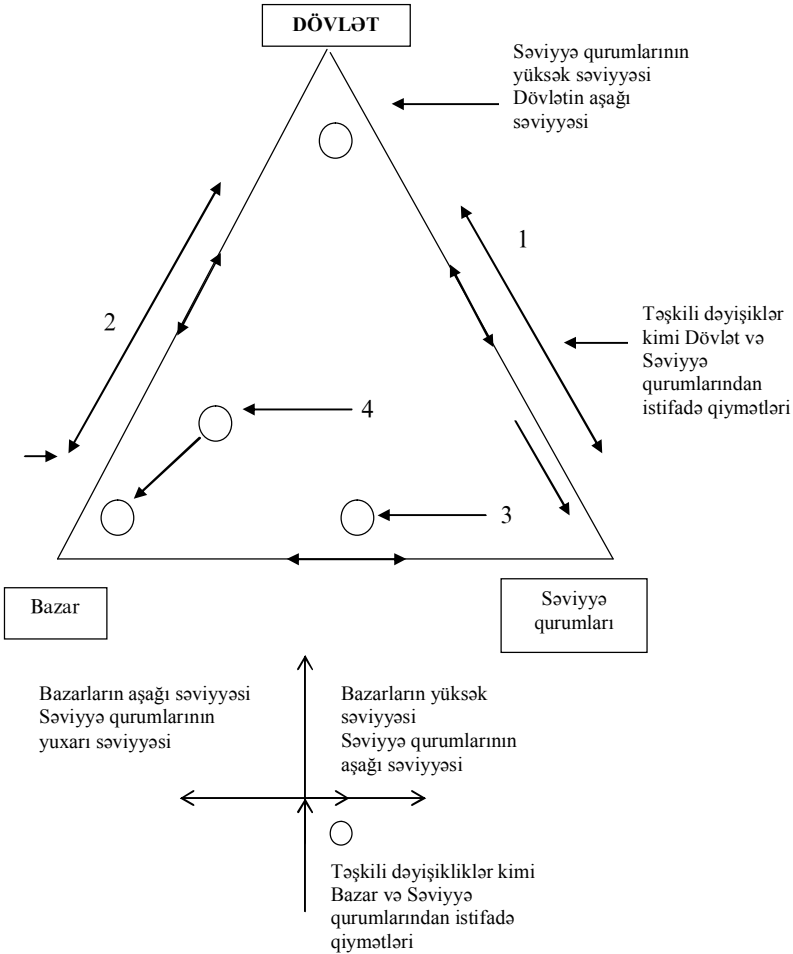 DÖVLƏT
Səviyyə qurumlarının
yüksək səviyyəsi
Dövlətin aşağı
səviyyəsi
1
2
Təşkili dəyişiklər
kimi Dövlət və
Səviyyə
qurumlarından
istifadə qiymətləri
4
3
Bazar
Səviyyə
qurumları
Bazarların aşağı səviyyəsi
Səviyyə qurumlarının
yuxarı səviyyəsi
Bazarların yüksək
səviyyəsi
Səviyyə qurumlarının
aşağı səviyyəsi
Təşkili dəyişikliklər kimi
Bazar və Səviyyə
qurumlarından istifadə
qiymətləri